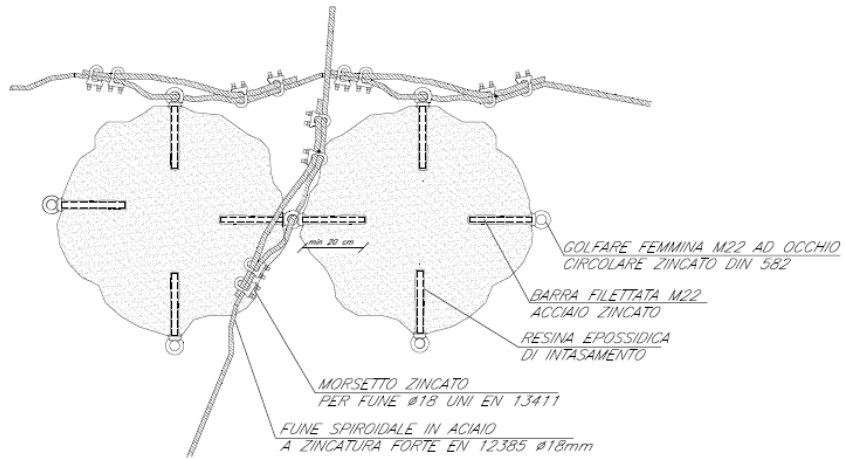 min 20 cm
GOLFARE FEMMINA M22 AD OCCHIO
CIRCOLARE ZINCATO DIN 582
BARRA FILETTATA M22
ACCIAIO ZINCATO
RESINA EPOSSIDICA
DI INTASAMENTO
MORSETTO ZINCATO
PER FUNE ø18 UNI EN 13411
FUNE SPIROIDALE IN ACIAIO
A ZINCATURA FORTE EN 12385 ø18mm